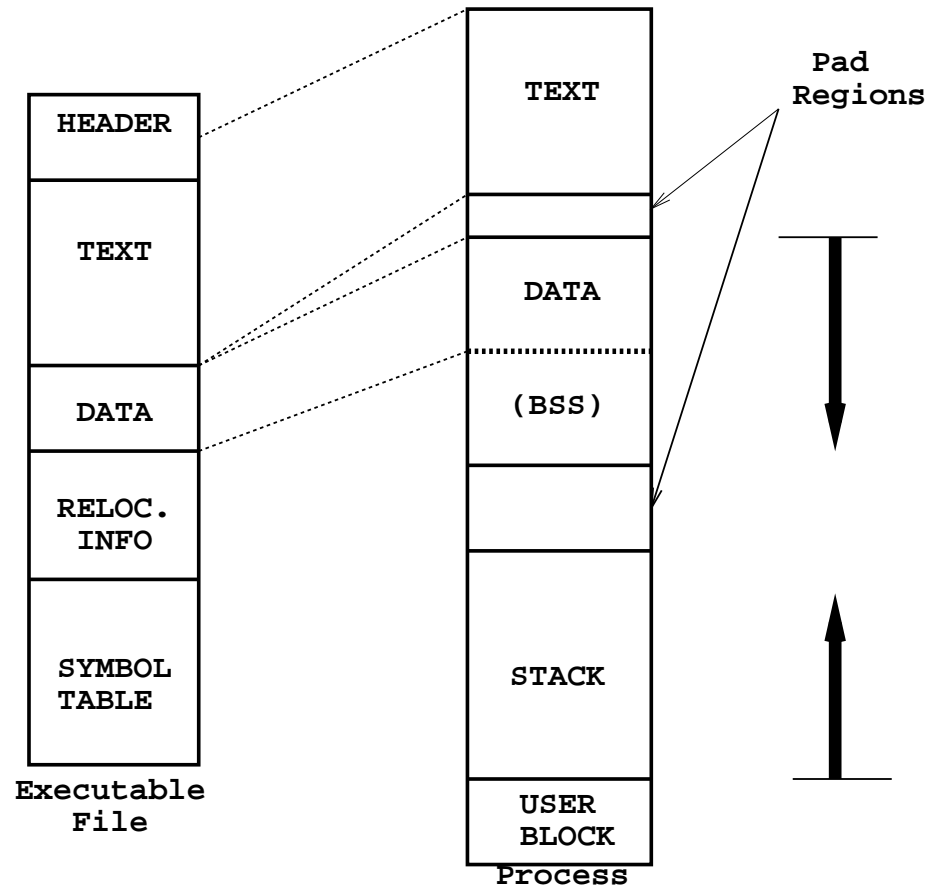 HEADER
TEXT
DATA
RELOC.
INFO
SYMBOL
TABLE
Executable
File
TEXT
DATA
(BSS)
STACK
USER
BLOCK
Process
Pad
Regions